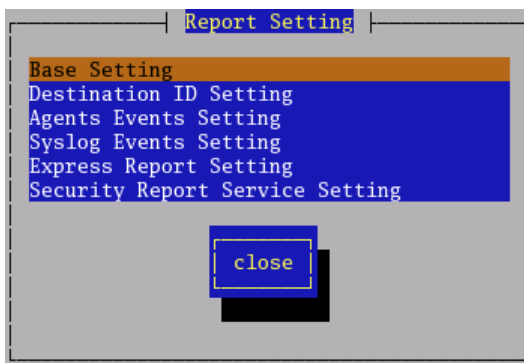 Report Setting
Base Setting
Destination ID Setting
Agents Events Setting
Syslog Events Setting
Express Report Setting
Security Report Service Setting
close